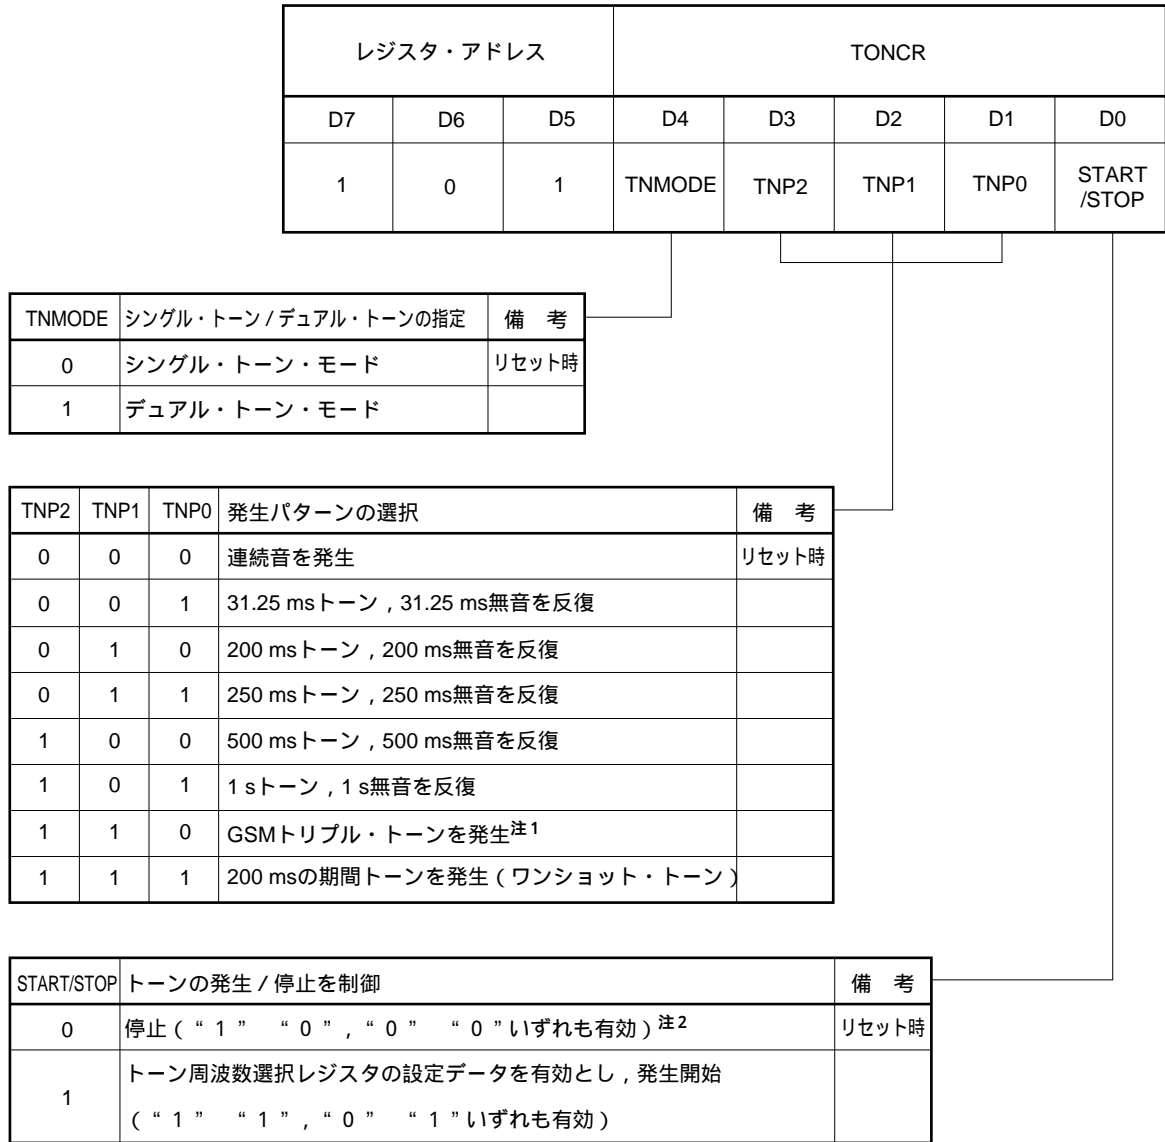 レジスタ・アドレス TONCR
D7 D6 D5 D4 D3 D2 D1 D0
1 0 1 TNMODE TNP2 TNP1 TNP0 START
/STOP
TNMODE シングル・トーン/デュアル・トーンの指定 備 考
0 シングル・トーン・モード リセット時
1 デュアル・トーン・モード
TNP2 TNP1 TNP0 発生パターンの選択 備 考
0 0 0 連続音を発生 リセット時
0 0 1 31.25 msトーン,31.25 ms無音を反復
0 1 0 200 msトーン,200 ms無音を反復
0 1 1 250 msトーン,250 ms無音を反復
1 0 0 500 msトーン,500 ms無音を反復
1 0 1 1 sトーン,1 s無音を反復
1 1 0 GSMトリプル・トーンを発生注1
1 1 1 200 msの期間トーンを発生(ワンショット・トーン)
START/STOP トーンの発生/停止を制御 備 考
0 停止(“1” “0”,“0” “0”いずれも有効)注2 リセット時
1 トーン周波数選択レジスタの設定データを有効とし,発生開始
(“1” “1”,“0” “1”いずれも有効)